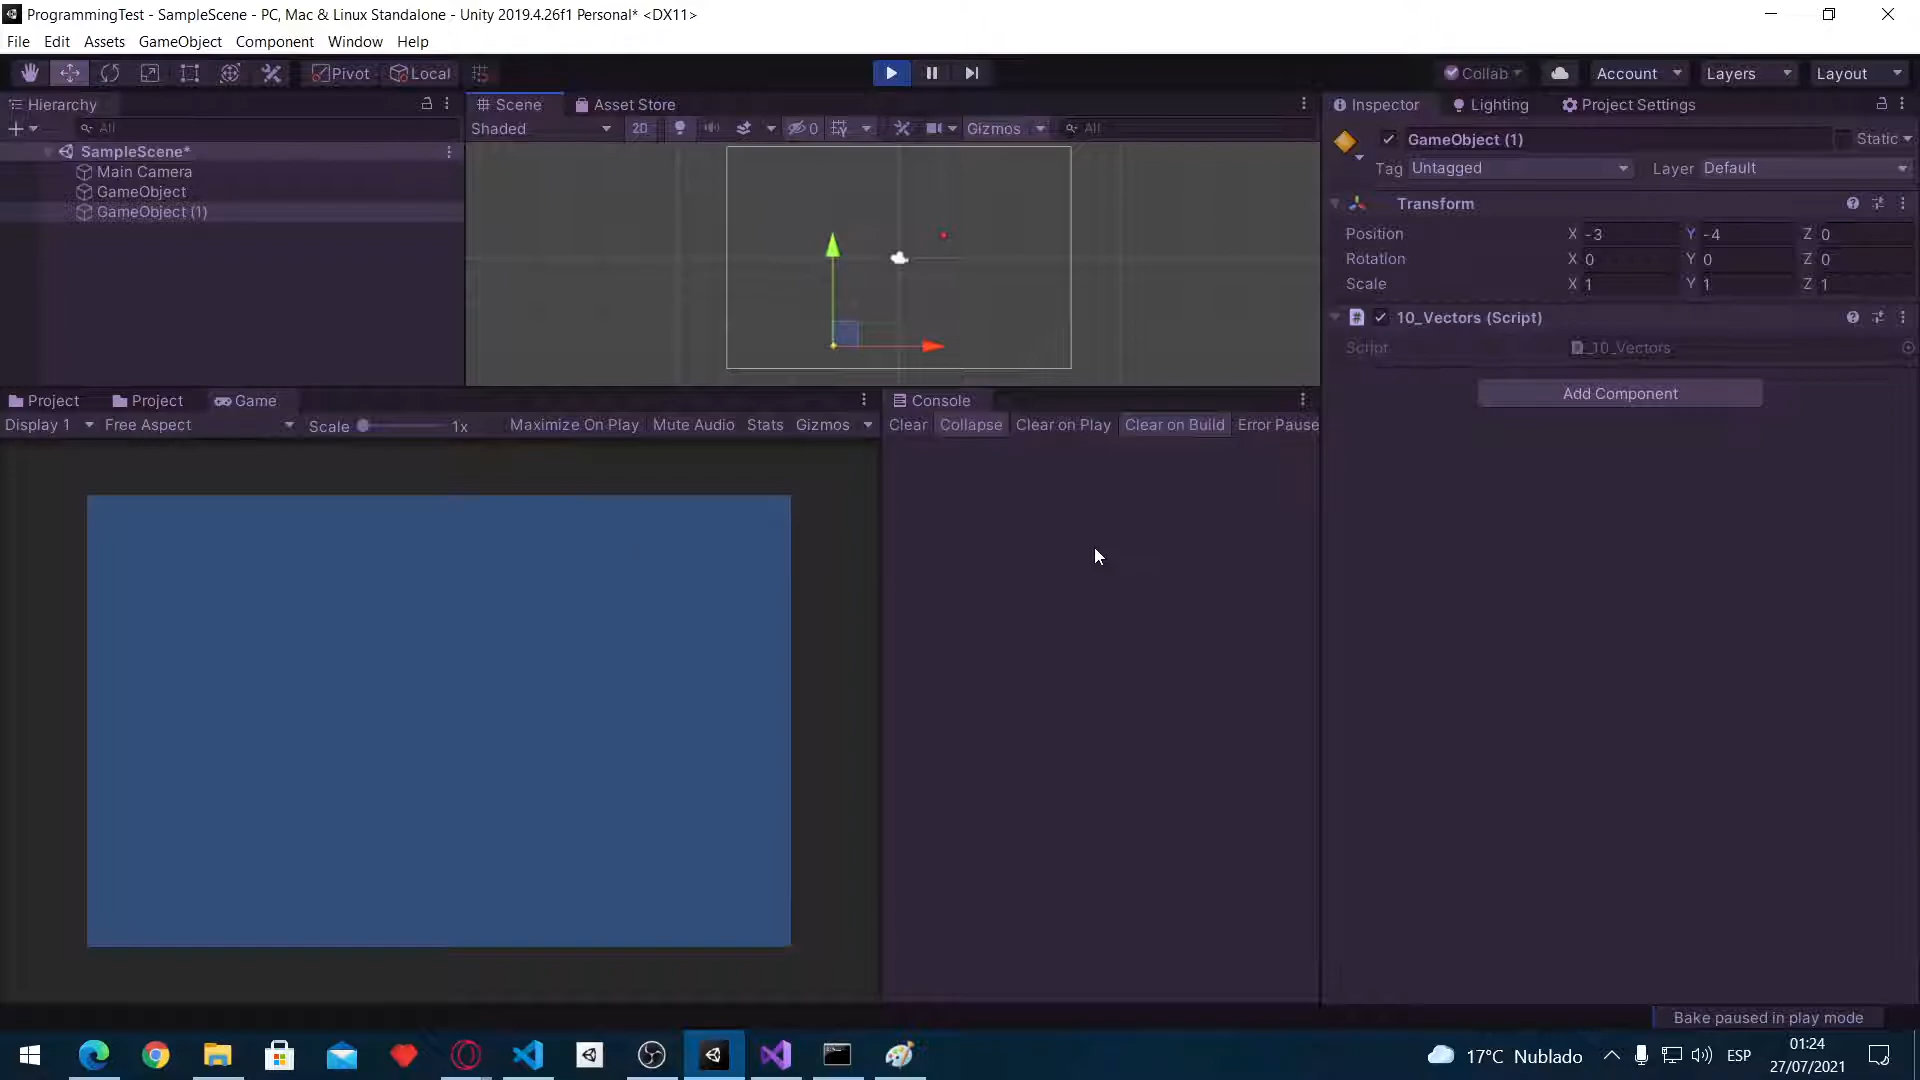 ProgrammingTest - SampleScene - PC, Mac & Linux Standalone - Unity 2019.4.26f1 Personal* <DX11>
File Edit Assets GameObject Component Window Help
Pivot Local Collab Account Layers Layout
Hierarchy Scene Asset Store Inspector Lighting Project Settings
All Shaded 2D 0 Gizmos All GameObject (1) Static
SampleScene*
Main Camera Tag Untagged Layer Default
GameObject
GameObject (1) Transform
Position X -3 Y -4 Z 0
Rotation X 0 Y 0 Z 0
Scale X 1 Y 1 Z 1
# 10_Vectors (Script)
Script _10_Vectors
Add Component
Project Project Game Console
Display 1 Free Aspect Scale 1x Maximize On Play Mute Audio Stats Gizmos Clear Collapse Clear on Play Clear on Build Error Pause
Bake paused in play mode
17°C Nublado ESP 01:24
27/07/2021